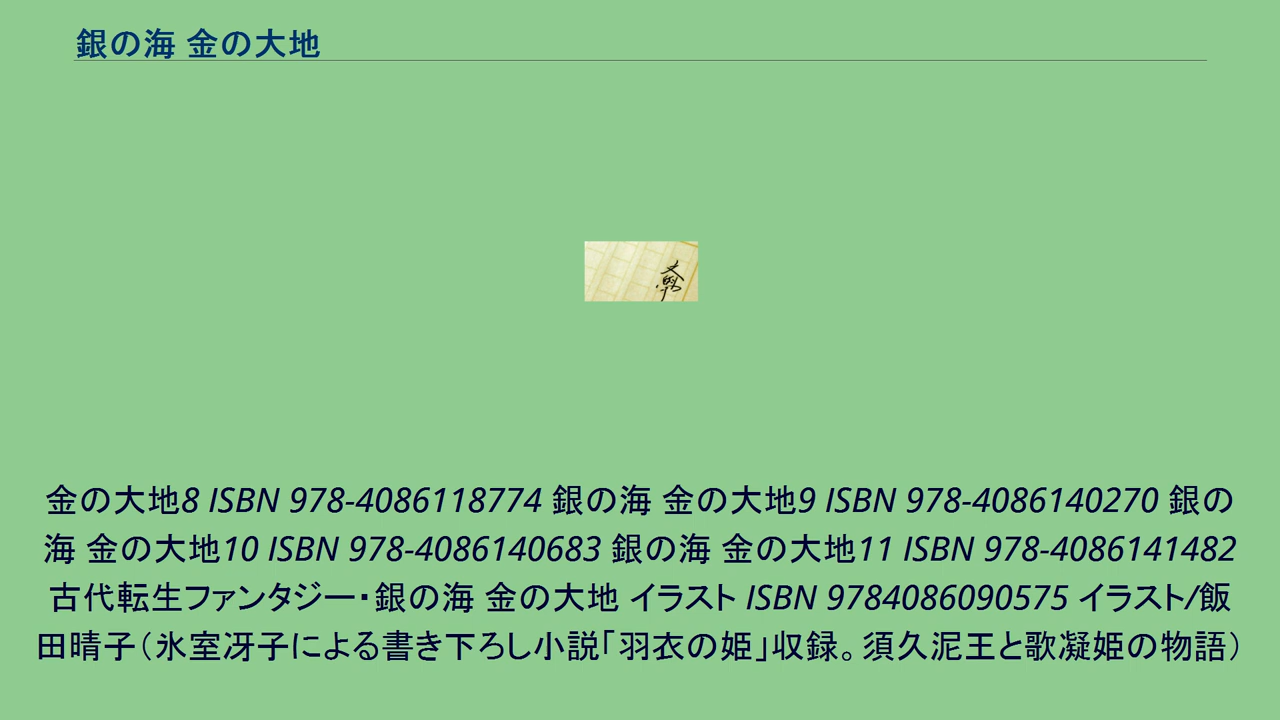 銀の海 金の大地
金の大地8 ISBN 978-4086118774 銀の海 金の大地9 ISBN 978-4086140270 銀の
海 金の大地10 ISBN 978-4086140683 銀の海 金の大地11 ISBN 978-4086141482
古代転生ファンタジー・銀の海 金の大地 イラスト ISBN 9784086090575 イラスト/飯
田晴子（氷室冴子による書き下ろし小説「羽衣の姫」収録。須久泥王と歌凝姫の物語）